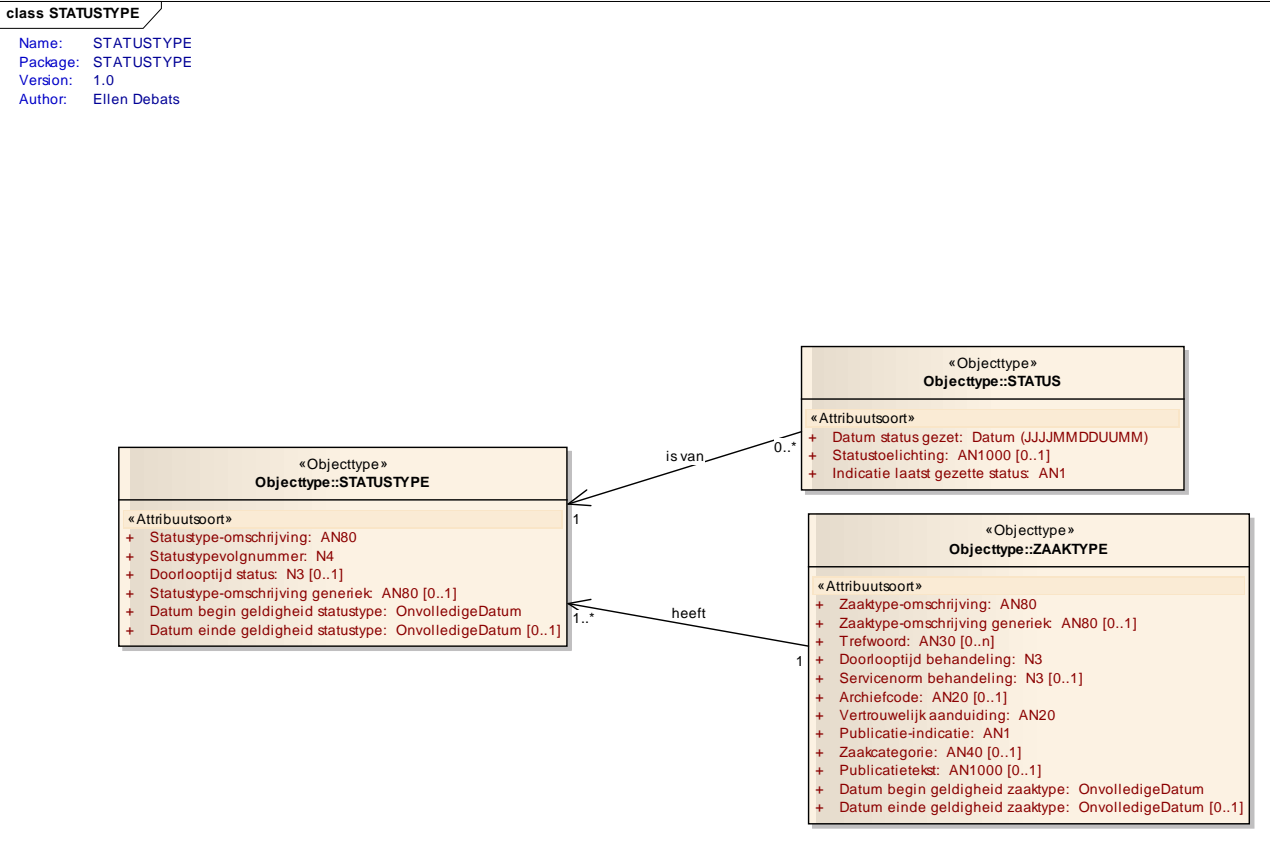 class STATUSTYPE
Name: STATUSTYPE
Package: STATUSTYPE
Version: 1.0
Author: Ellen Debats
«Objecttype»
Objecttype::STATUS
«Attribuutsoort»
+ Datum status gezet: Datum (JJJJMMDDUUMM)
+ Statustoelichting: AN1000 [0..1]
+ Indicatie laatst gezette status: AN1
0..*
is van
1
«Objecttype»
Objecttype::STATUSTYPE
«Attribuutsoort»
+ Statustype-omschrijving: AN80
+ Statustypevolgnummer: N4
+ Doorlooptijd status: N3 [0..1]
+ Statustype-omschrijving generiek: AN80 [0..1]
+ Datum begin geldigheid statustype: OnvolledigeDatum
+ Datum einde geldigheid statustype: OnvolledigeDatum [0..1]
1..*
heeft
1
«Objecttype»
Objecttype::ZAAKTYPE
«Attribuutsoort»
+ Zaaktype-omschrijving: AN80
+ Zaaktype-omschrijving generiek: AN80 [0..1]
+ Trefwoord: AN30 [0..n]
+ Doorlooptijd behandeling: N3
+ Servicenorm behandeling: N3 [0..1]
+ Archiefcode: AN20 [0..1]
+ Vertrouwelijk aanduiding: AN20
+ Publicatie-indicatie: AN1
+ Zaakcategorie: AN40 [0..1]
+ Publicatietekst: AN1000 [0..1]
+ Datum begin geldigheid zaaktype: OnvolledigeDatum
+ Datum einde geldigheid zaaktype: OnvolledigeDatum [0..1]